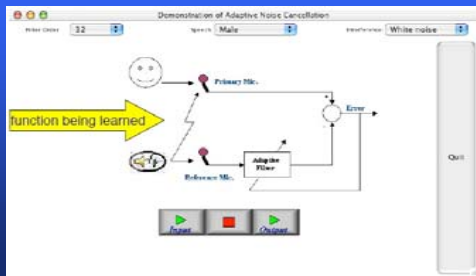 Demonstration of Adaptive Noise Cancellation
Filter Order 32 Speech Male Interference White noise
Primary Mic.
Error
function being learned
Adaptive
Filter
Reference Mic.
Quit
Input Output